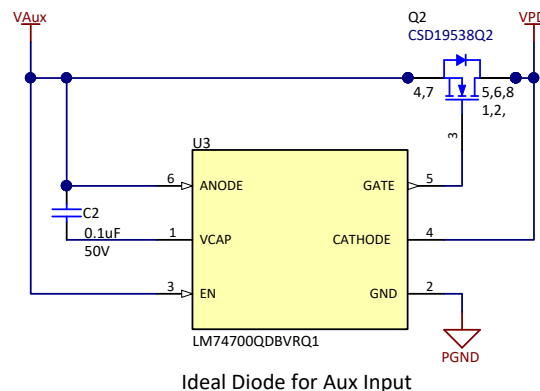 Q2
VAux
CSD19538Q2
VPD
4,7
5,6,8
1,2,
3
U3
6
ANODE
GATE
5
C2
0.1uF
50V
1
VCAP
CATHODE
4
3
EN
GND
2
LM74700QDBVRQ1
PGND
Ideal Diode for Aux Input